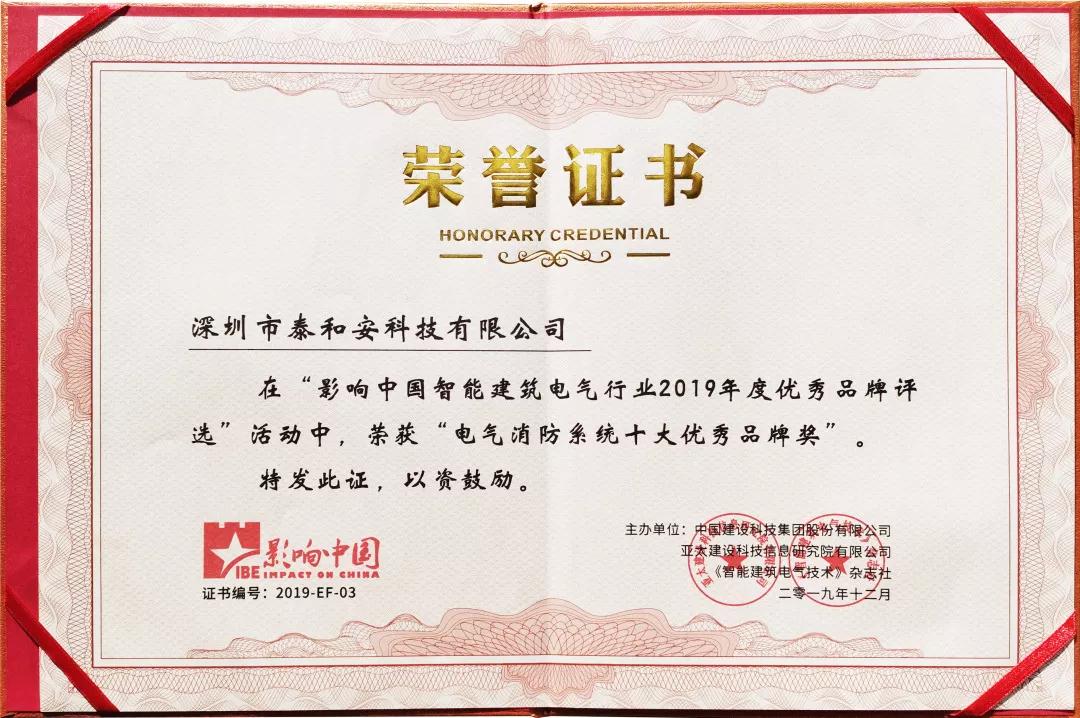 荣誉证书
HONORARY CREDENTIAL
深圳市泰和安科技有限公司
在“影响中国智能建筑电气行业2019年度优秀品牌评
选”活动中，荣获“电气消防系统十大优秀品牌奖”。
特发此证，以资鼓励。
IBE 影响中国
IMPACT ON CHINA
证书编号：2019-EF-03
主办单位：中国建设科技集团股份有限公司
亚太建设科技信息研究院有限公司
《智能建筑电气技术》杂志社
二零一九年十二月